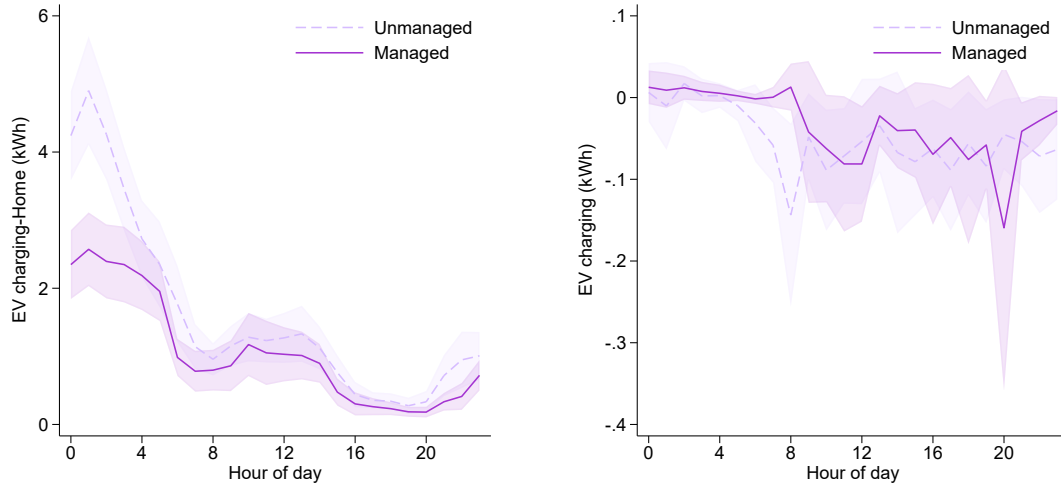 Unmanaged
Managed
6
4
2
0
EV charging-Home (kWh)
0 4 8 12 16 20
Hour of day
Unmanaged
Managed
.1
0
-.1
-.2
-.3
-.4
EV charging (kWh)
0 4 8 12 16 20
Hour of day